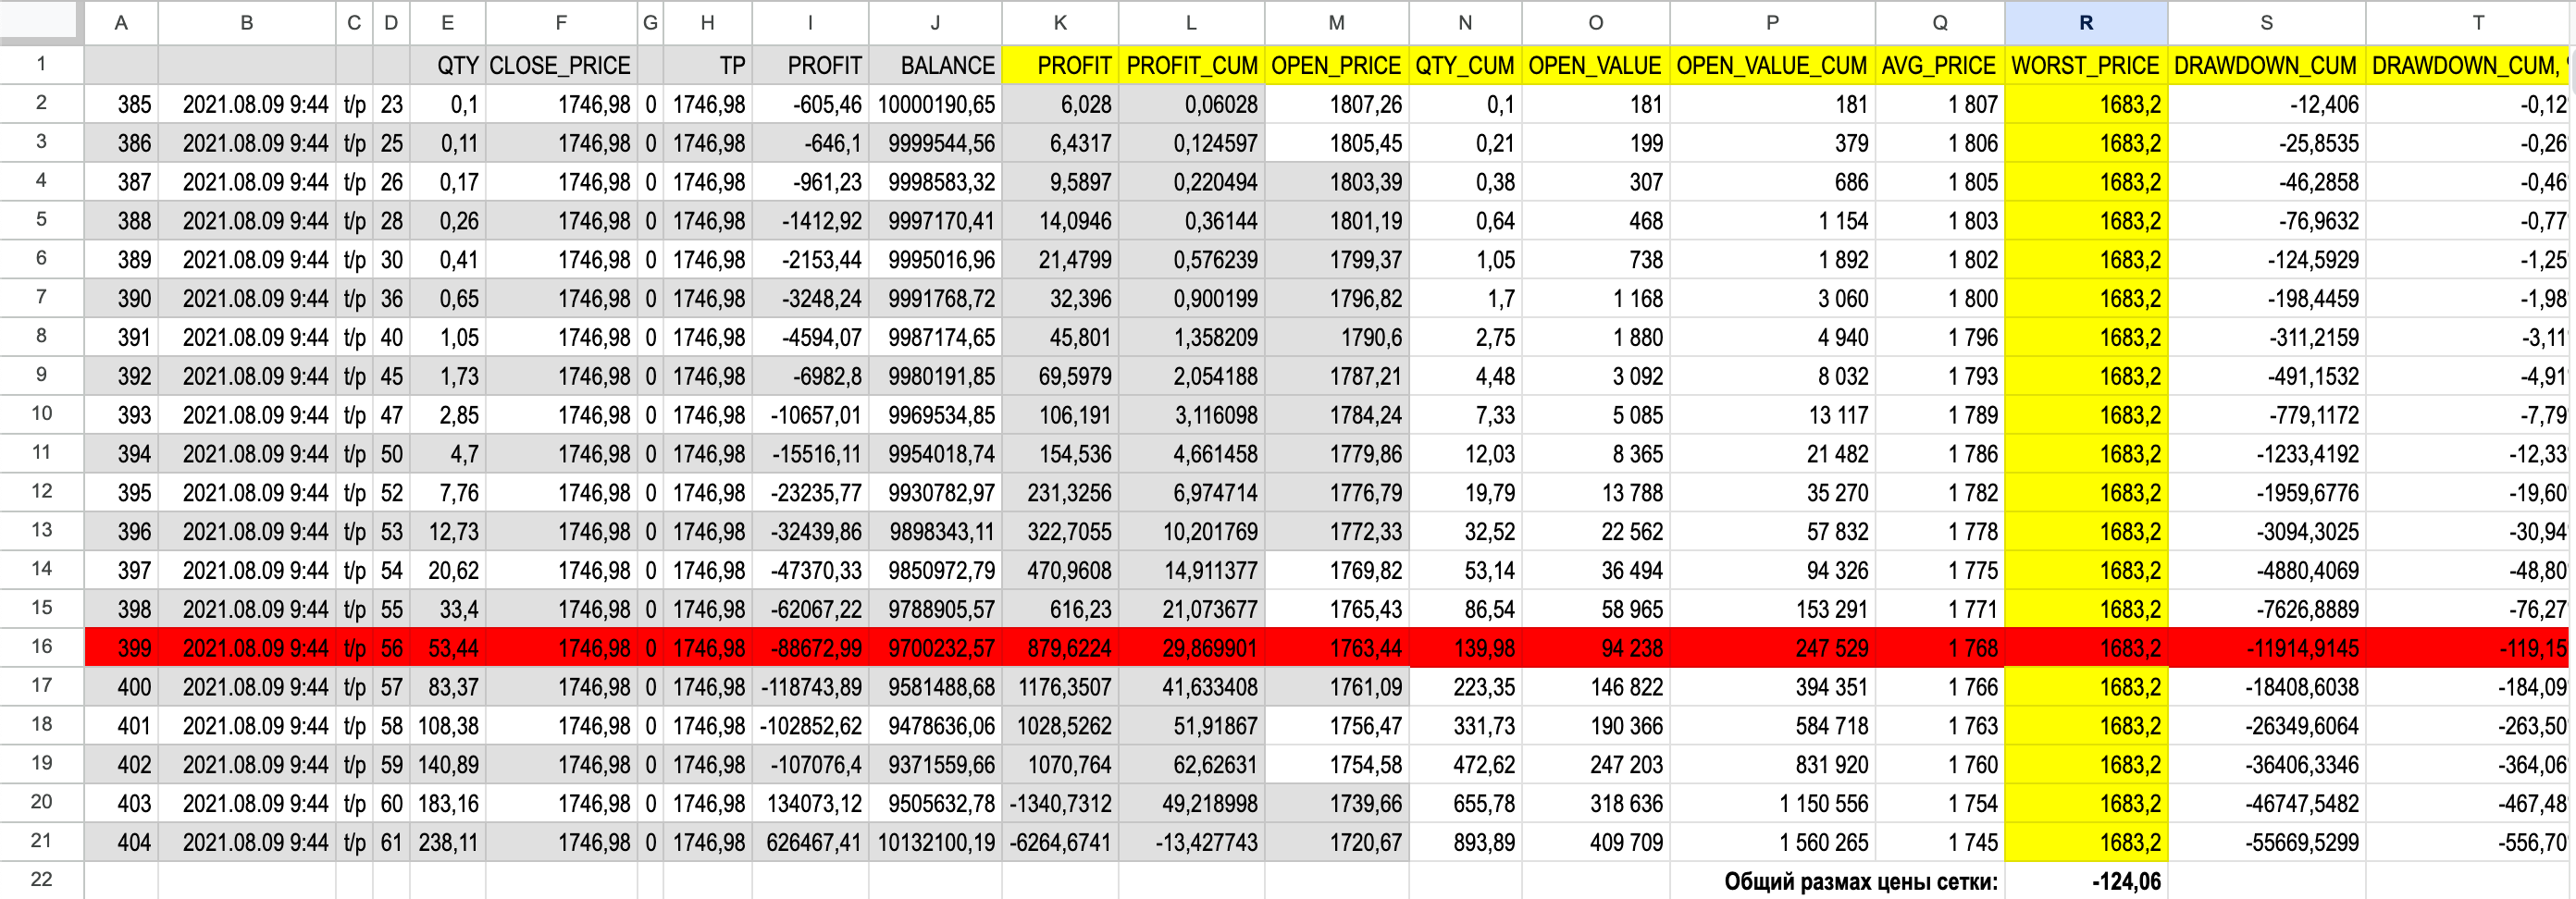 A B C D E F G H I J K L M N O P Q R S T
1 QTY CLOSE_PRICE TP PROFIT BALANCE PROFIT PROFIT_CUM OPEN_PRICE QTY_CUM OPEN_VALUE OPEN_VALUE_CUM AVG_PRICE WORST_PRICE DRAWDOWN_CUM DRAWDOWN_CUM,
2 385 2021.08.09 9:44 t/p 23 0,1 1746,98 0 1746,98 -605,46 10000190,65 6,028 0,06028 1807,26 0,1 181 181 1 807 1683,2 -12,406 -0,12
3 386 2021.08.09 9:44 t/p 25 0,11 1746,98 0 1746,98 -646,1 9999544,56 6,4317 0,124597 1805,45 0,21 199 379 1 806 1683,2 -25,8535 -0,26
4 387 2021.08.09 9:44 t/p 26 0,17 1746,98 0 1746,98 -961,23 9998583,32 9,5897 0,220494 1803,39 0,38 307 686 1 805 1683,2 -46,2858 -0,46
5 388 2021.08.09 9:44 t/p 28 0,26 1746,98 0 1746,98 -1412,92 9997170,41 14,0946 0,36144 1801,19 0,64 468 1 154 1 803 1683,2 -76,9632 -0,77
6 389 2021.08.09 9:44 t/p 30 0,41 1746,98 0 1746,98 -2153,44 9995016,96 21,4799 0,576239 1799,37 1,05 738 1 892 1 802 1683,2 -124,5929 -1,25
7 390 2021.08.09 9:44 t/p 36 0,65 1746,98 0 1746,98 -3248,24 9991768,72 32,396 0,900199 1796,82 1,7 1 168 3 060 1 800 1683,2 -198,4459 -1,98
8 391 2021.08.09 9:44 t/p 40 1,05 1746,98 0 1746,98 -4594,07 9987174,65 45,801 1,358209 1790,6 2,75 1 880 4 940 1 796 1683,2 -311,2159 -3,11
9 392 2021.08.09 9:44 t/p 45 1,73 1746,98 0 1746,98 -6982,8 9980191,85 69,5979 2,054188 1787,21 4,48 3 092 8 032 1 793 1683,2 -491,1532 -4,91
10 393 2021.08.09 9:44 t/p 47 2,85 1746,98 0 1746,98 -10657,01 9969534,85 106,191 3,116098 1784,24 7,33 5 085 13 117 1 789 1683,2 -779,1172 -7,79
11 394 2021.08.09 9:44 t/p 50 4,7 1746,98 0 1746,98 -15516,11 9954018,74 154,536 4,661458 1779,86 12,03 8 365 21 482 1 786 1683,2 -1233,4192 -12,33
12 395 2021.08.09 9:44 t/p 52 7,76 1746,98 0 1746,98 -23235,77 9930782,97 231,3256 6,974714 1776,79 19,79 13 788 35 270 1 782 1683,2 -1959,6776 -19,60
13 396 2021.08.09 9:44 t/p 53 12,73 1746,98 0 1746,98 -32439,86 9898343,11 322,7055 10,201769 1772,33 32,52 22 562 57 832 1 778 1683,2 -3094,3025 -30,94
14 397 2021.08.09 9:44 t/p 54 20,62 1746,98 0 1746,98 -47370,33 9850972,79 470,9608 14,911377 1769,82 53,14 36 494 94 326 1 775 1683,2 -4880,4069 -48,80
15 398 2021.08.09 9:44 t/p 55 33,4 1746,98 0 1746,98 -62067,22 9788905,57 616,23 21,073677 1765,43 86,54 58 965 153 291 1 771 1683,2 -7626,8889 -76,27
16 399 2021.08.09 9:44 t/p 56 53,44 1746,98 0 1746,98 -88672,99 9700232,57 879,6224 29,869901 1763,44 139,98 94 238 247 529 1 768 1683,2 -11914,9145 -119,15
17 400 2021.08.09 9:44 t/p 57 83,37 1746,98 0 1746,98 -118743,89 9581488,68 1176,3507 41,633408 1761,09 223,35 146 822 394 351 1 766 1683,2 -18408,6038 -184,09
18 401 2021.08.09 9:44 t/p 58 108,38 1746,98 0 1746,98 -102852,62 9478636,06 1028,5262 51,91867 1756,47 331,73 190 366 584 718 1 763 1683,2 -26349,6064 -263,50
19 402 2021.08.09 9:44 t/p 59 140,89 1746,98 0 1746,98 -107076,4 9371559,66 1070,764 62,62631 1754,58 472,62 247 203 831 920 1 760 1683,2 -36406,3346 -364,06
20 403 2021.08.09 9:44 t/p 60 183,16 1746,98 0 1746,98 134073,12 9505632,78 -1340,7312 49,218998 1739,66 655,78 318 636 1 150 556 1 754 1683,2 -46747,5482 -467,48
21 404 2021.08.09 9:44 t/p 61 238,11 1746,98 0 1746,98 626467,41 10132100,19 -6264,6741 -13,427743 1720,67 893,89 409 709 1 560 265 1 745 1683,2 -55669,5299 -556,70
22 Общий размах цены сетки: -124,06